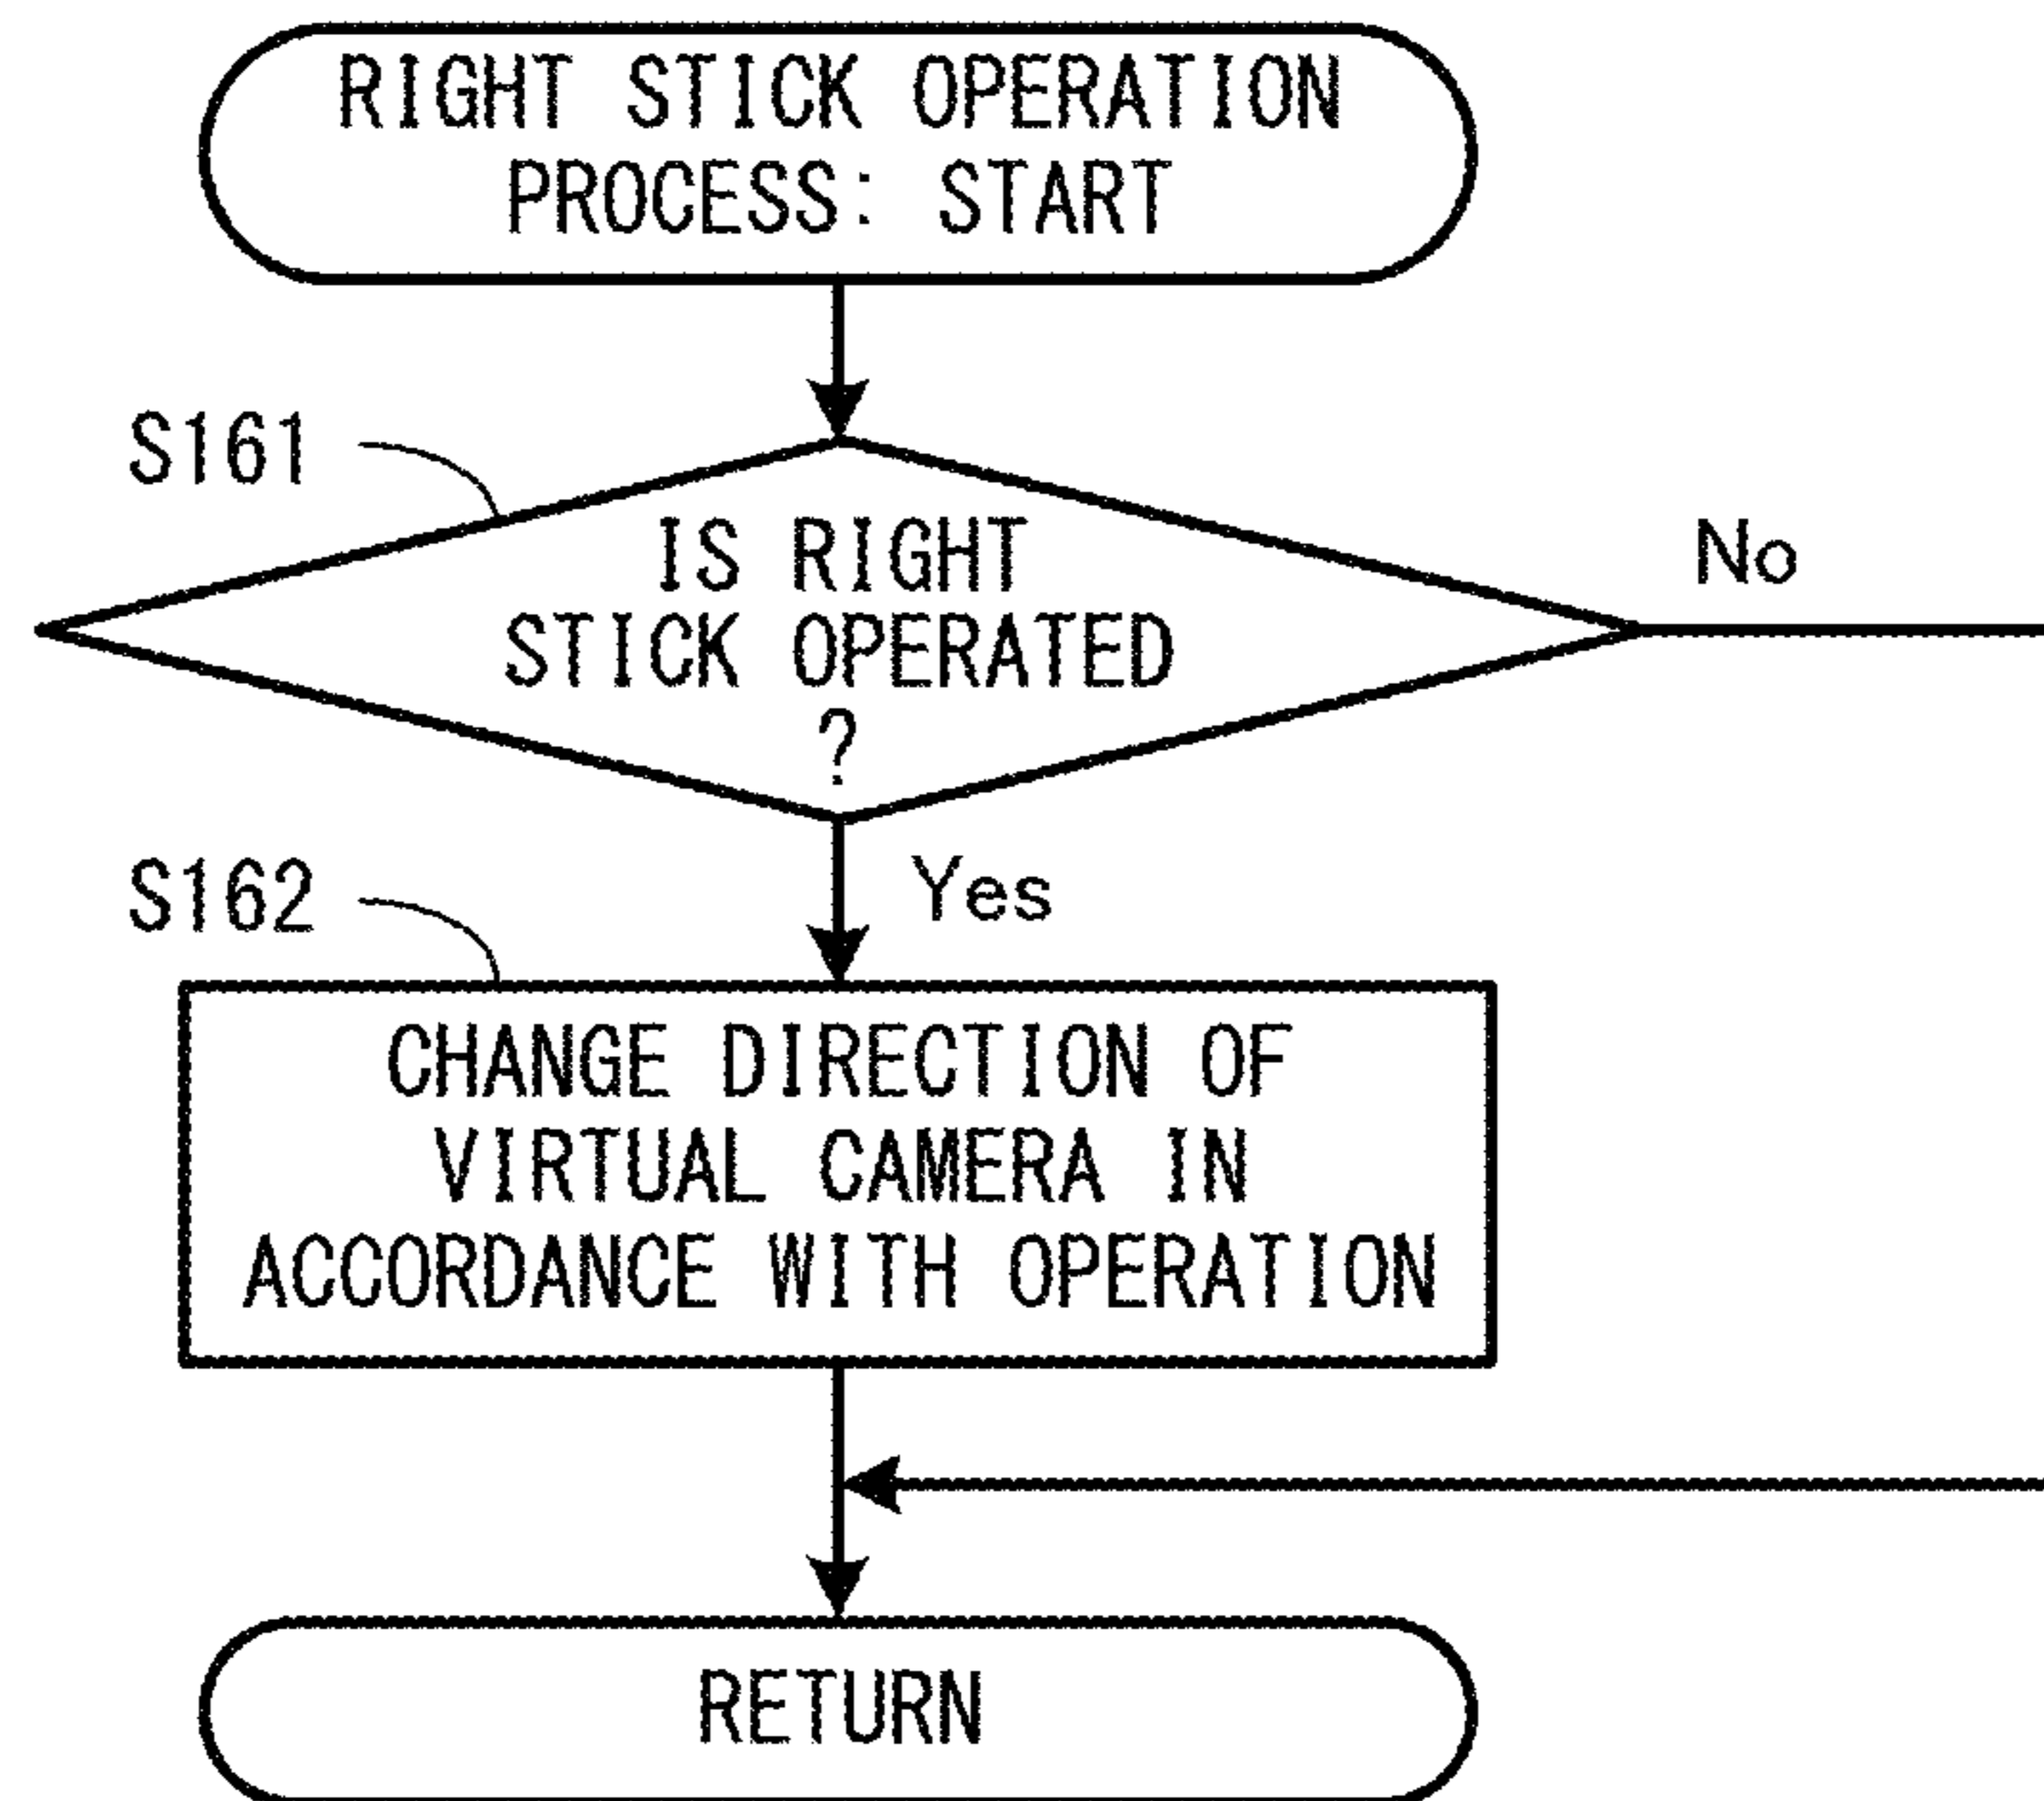 RIGHT STICK OPERATION
PROCESS: START
S161
IS RIGHT
STICK OPERATED
?
No
Yes
S162
CHANGE DIRECTION OF
VIRTUAL CAMERA IN
ACCORDANCE WITH OPERATION
RETURN